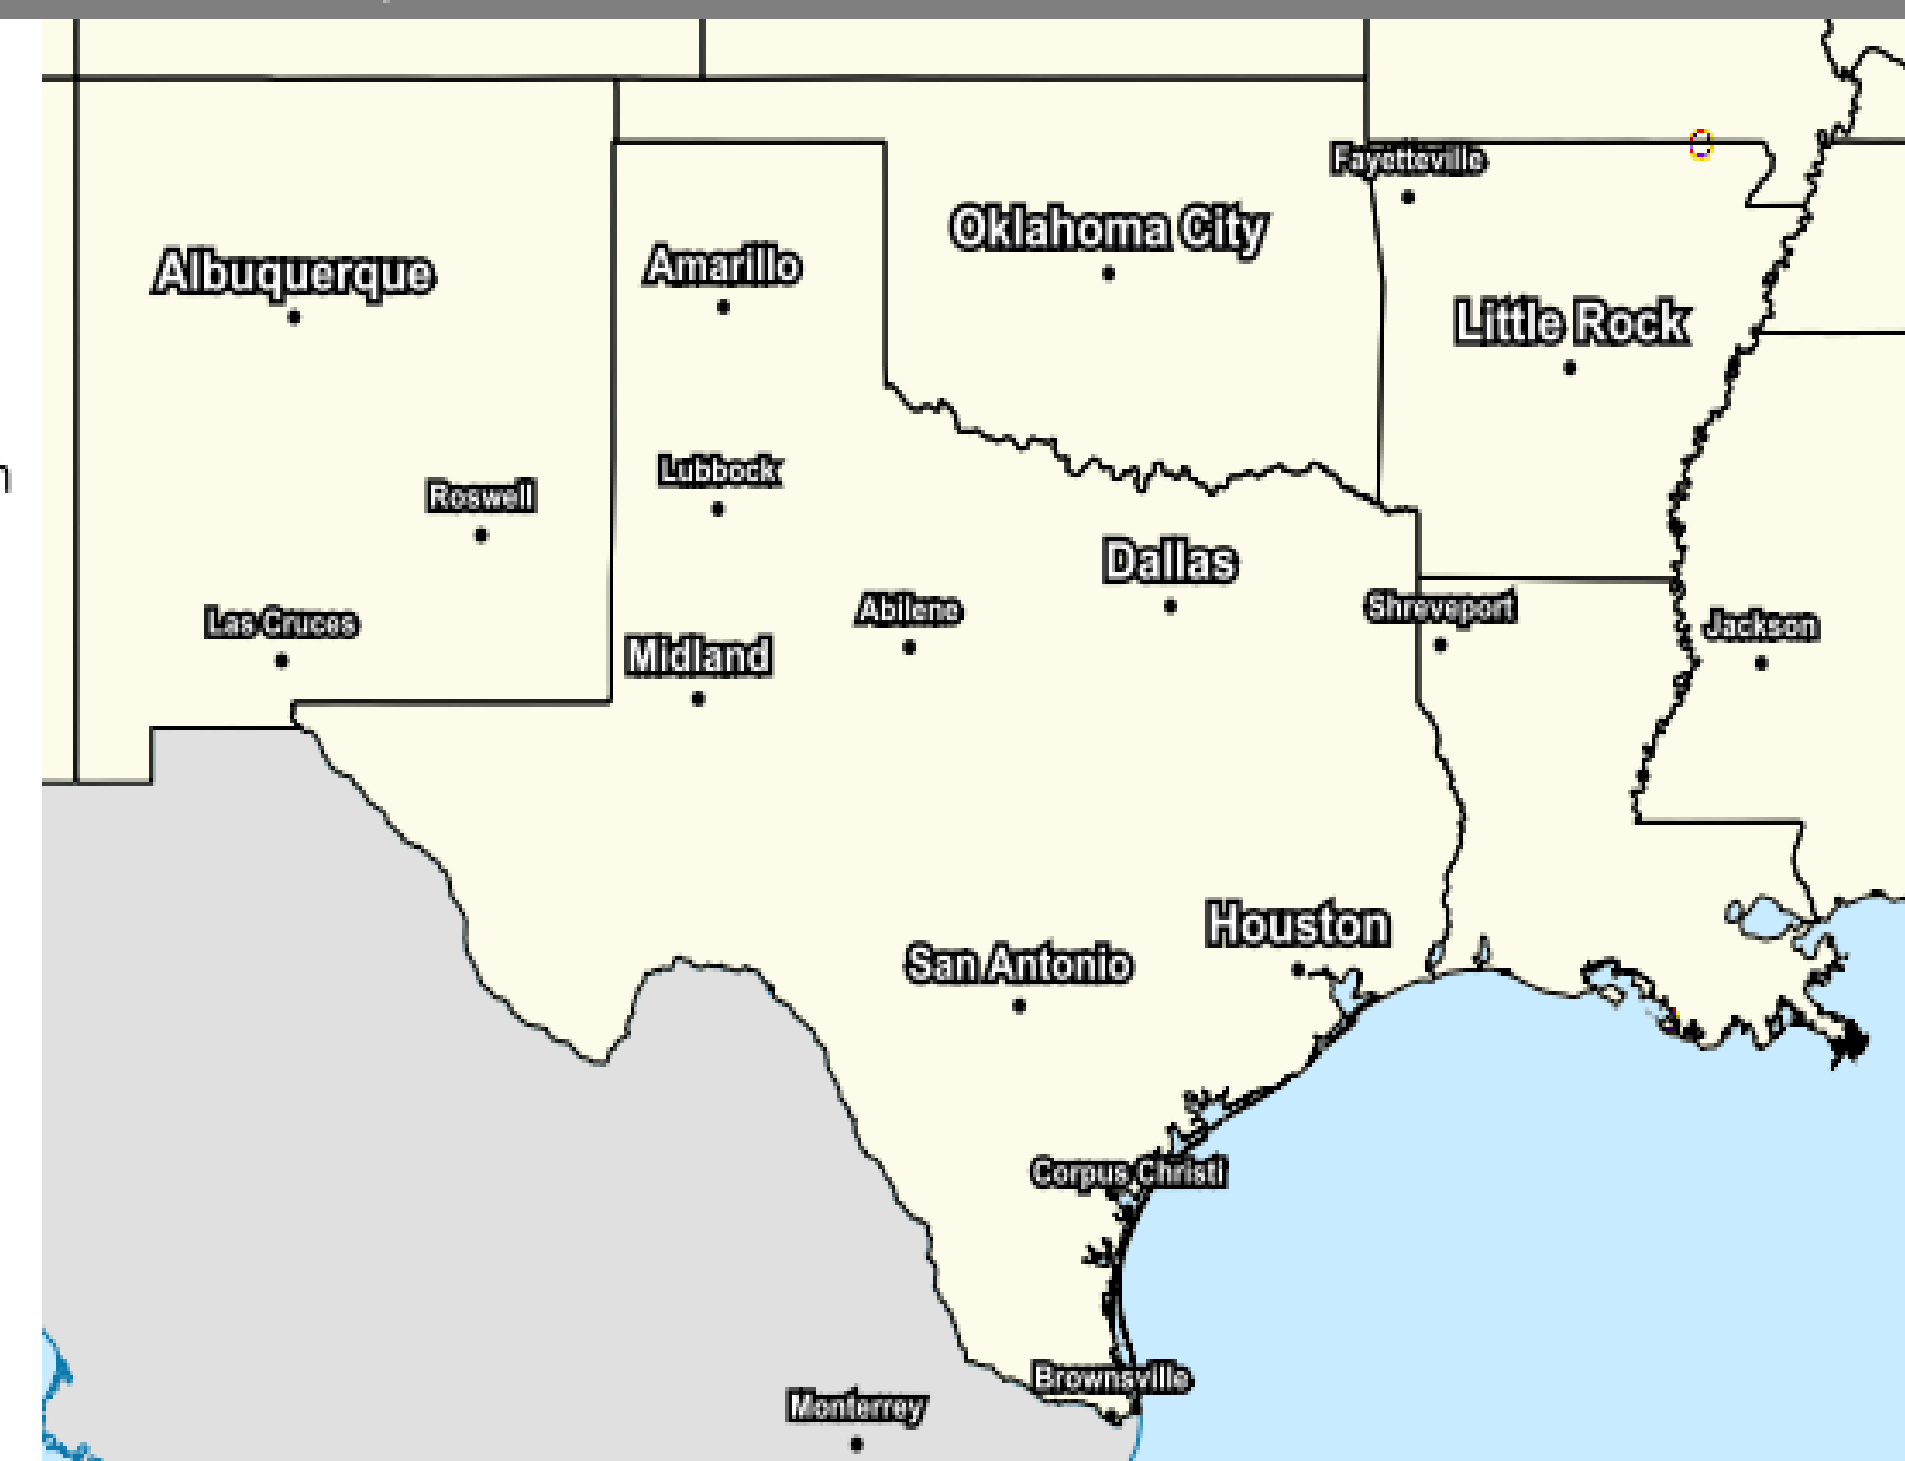 Fayetteville
Oklahoma City
Albuquerque
Amarillo
Little Rock
Lubbock
Roswell
n
Dallas
Shreveport
Abilene
Las Cruces
Jackson
Midland
Houston
San Antonio
Corpus Christi
Brownsville
Monterrey